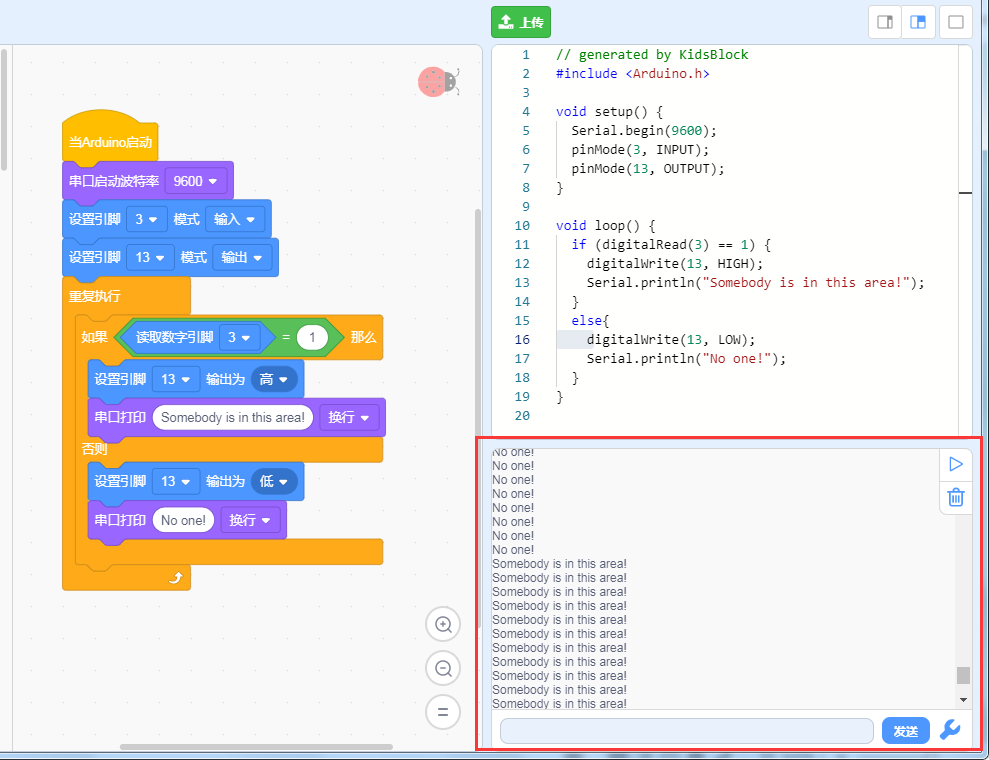 上传
当Arduino启动
串口启动波特率 9600
设置引脚 3 模式 输入
设置引脚 13 模式 输出
重复执行
如果 读取数字引脚 3 = 1 那么
设置引脚 13 输出为 高
串口打印 Somebody is in this area! 换行
否则
设置引脚 13 输出为 低
串口打印 No one! 换行
1 // generated by KidsBlock
2 #include <Arduino.h>
3
4 void setup() {
5 Serial.begin(9600);
6 pinMode(3, INPUT);
7 pinMode(13, OUTPUT);
8 }
9
10 void loop() {
11 if (digitalRead(3) == 1) {
12 digitalWrite(13, HIGH);
13 Serial.println("Somebody is in this area!");
14 }
15 else{
16 digitalWrite(13, LOW);
17 Serial.println("No one!");
18 }
19 }
20
No one!
No one!
No one!
No one!
No one!
No one!
No one!
No one!
Somebody is in this area!
Somebody is in this area!
Somebody is in this area!
Somebody is in this area!
Somebody is in this area!
Somebody is in this area!
Somebody is in this area!
Somebody is in this area!
Somebody is in this area!
Somebody is in this area!
Somebody is in this area!
发送